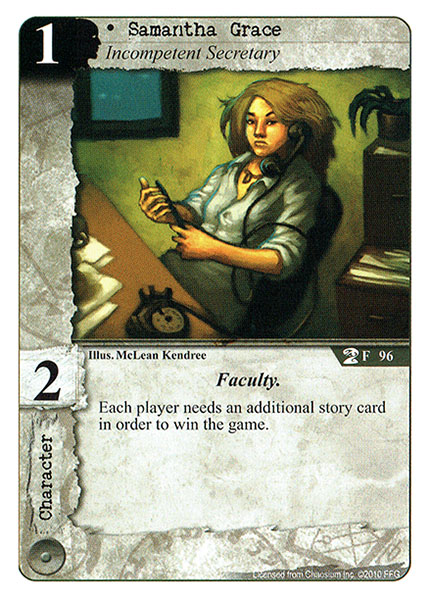 1
• Samantha Grace
Incompetent Secretary
Illus. McLean Kendree
F 96
2
Faculty.
Each player needs an additional story card
in order to win the game.
Character
Licensed from Chaosium Inc. ©2010 FFG